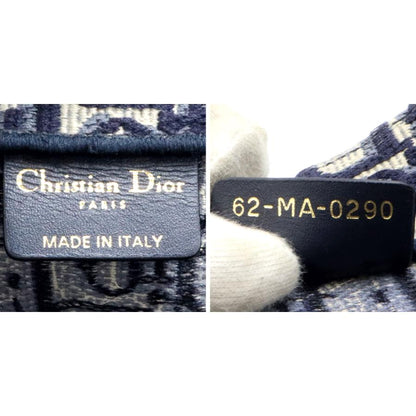 Christian Dior
PARIS
MADE IN ITALY
62-MA-0290